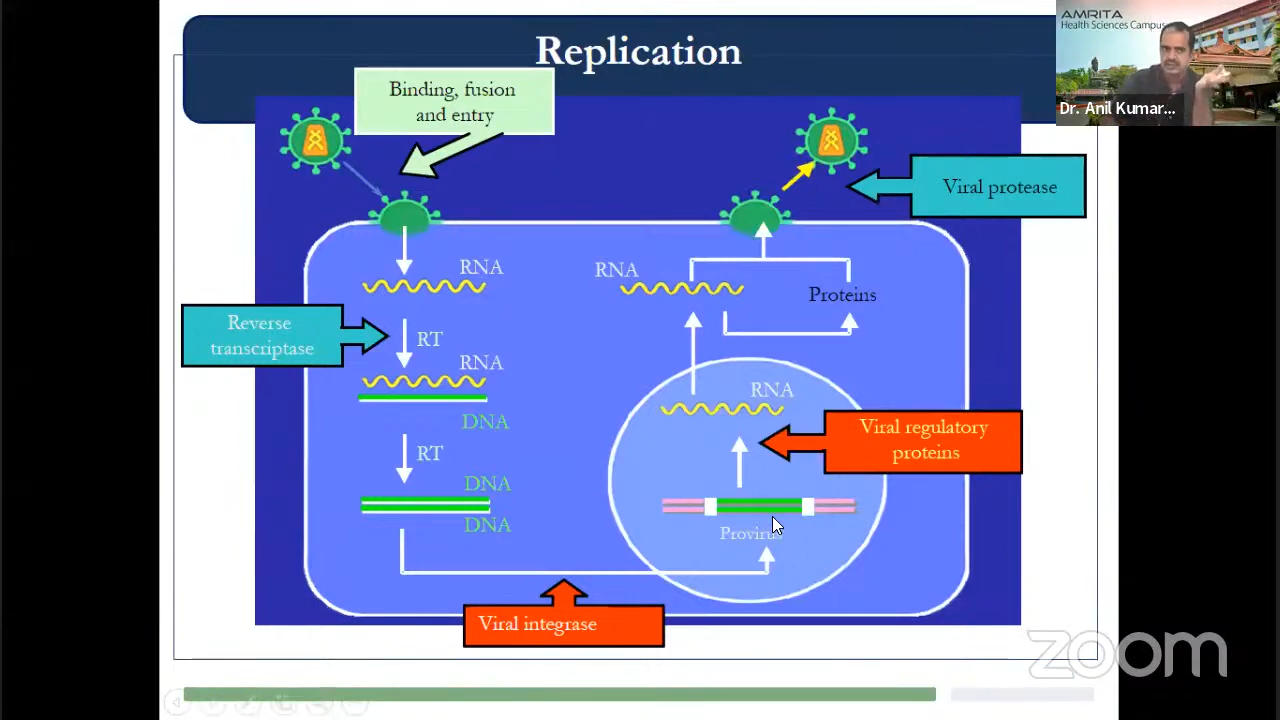 Replication
AMRITA
Health Sciences Campus
Dr. Anil Kumar...
Binding, fusion
and entry
Viral protease
RNA
RNA
Proteins
Reverse
transcriptase
RT
RNA
DNA
RNA
Viral regulatory
proteins
RT
DNA
DNA
Provirus
Viral integrase
zoom